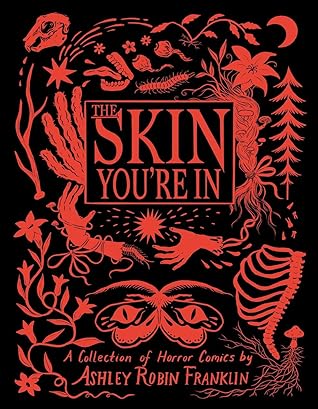 THE
SKIN
YOU'RE IN
A Collection of Horror Comics by
ASHLEY ROBIN FRANKLIN